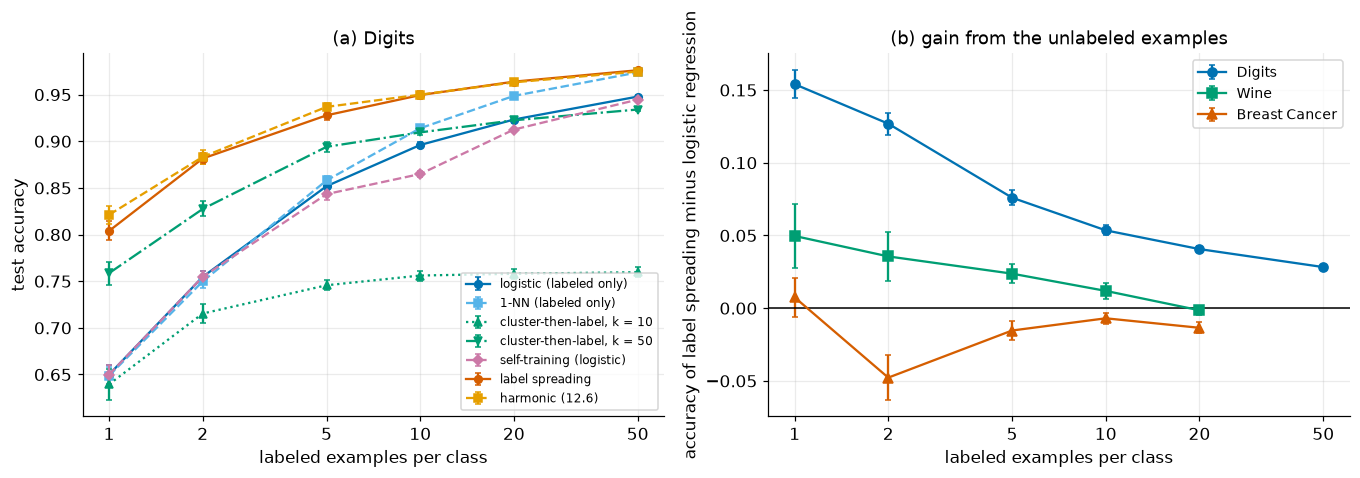 (a) Digits
test accuracy
0.95
0.90
0.85
0.80
0.75
0.70
0.65
1 2 5 10 20 50
labeled examples per class
logistic (labeled only)
1-NN (labeled only)
cluster-then-label, k = 10
cluster-then-label, k = 50
self-training (logistic)
label spreading
harmonic (12.6)
(b) gain from the unlabeled examples
accuracy of label spreading minus logistic regression
0.15
0.10
0.05
0.00
−0.05
1 2 5 10 20 50
labeled examples per class
Digits
Wine
Breast Cancer